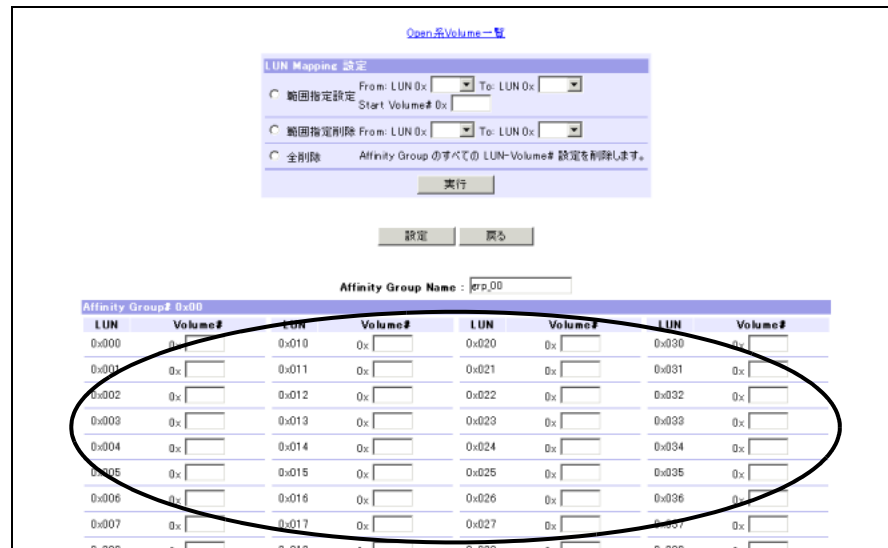 Open系Volume一覧
LUN Mapping 設定
範囲指定設定 From: LUN 0x To: LUN 0x
Start Volume# 0x
範囲指定削除 From: LUN 0x To: LUN 0x
全削除 Affinity Group のすべての LUN-Volume# 設定を削除します。
実行
設定 戻る
Affinity Group Name : grp_00
Affinity Group# 0x00
LUN Volume# LUN Volume# LUN Volume# LUN Volume#
0x000 0x 0x010 0x 0x020 0x 0x030 0x
0x001 0x 0x011 0x 0x021 0x 0x031 0x
0x002 0x 0x012 0x 0x022 0x 0x032 0x
0x003 0x 0x013 0x 0x023 0x 0x033 0x
0x004 0x 0x014 0x 0x024 0x 0x034 0x
0x005 0x 0x015 0x 0x025 0x 0x035 0x
0x006 0x 0x016 0x 0x026 0x 0x036 0x
0x007 0x 0x017 0x 0x027 0x 0x037 0x